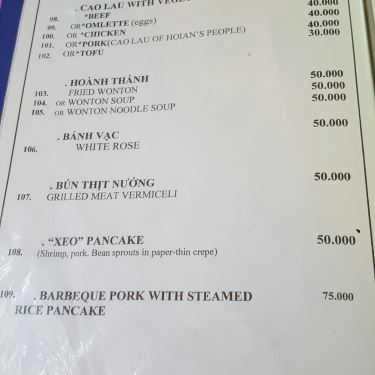 . CAO LAU WITH VEGE
98. *BEEF 40.000
99. OR*OMLETTE (eggs) 40.000
100. OR *CHICKEN 40.000
101. OR*PORK(CAO LAU OF HOIAN'S PEOPLE) 30.000
102. OR*TOFU
. HOÀNH THÁNH 50.000
103. FRIED WONTON 50.000
104. OR WONTON SOUP 50.000
105. OR WONTON NOODLE SOUP
50.000
. BÁNH VẠC
106. WHITE ROSE
. BÚN THỊT NƯỚNG 50.000
107. GRILLED MEAT VERMICELI
. "XEO" PANCAKE 50.000
108. (Shrimp, pork. Bean sprouts in paper-thin crepe)
109. . BARBEQUE PORK WITH STEAMED 75.000
RICE PANCAKE